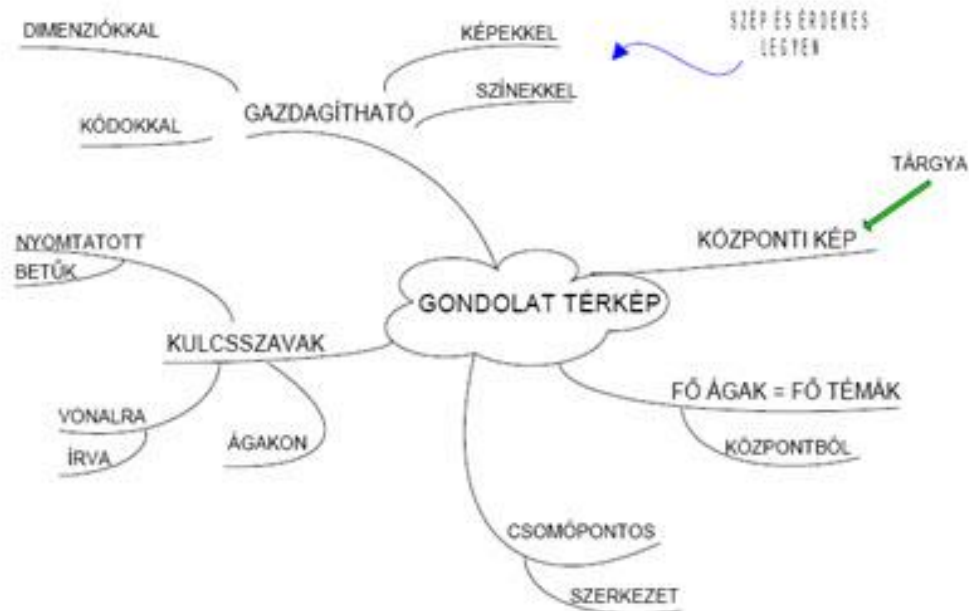 DIMENZIÓKKAL
KÓDOKKAL
GAZDAGÍTHATÓ
KÉPEKKEL
SZÍNEKKEL
SZÉP ÉS ÉRDEKES
LEGYEN
TÁRGYA
KÖZPONTI KÉP
NYOMTATOTT
BETŰK
GONDOLAT TÉRKÉP
KULCSSZAVAK
VONALRA
ÍRVA
ÁGAKON
FŐ ÁGAK = FŐ TÉMÁK
KÖZPONTBÓL
CSOMÓPONTOS
SZERKEZET